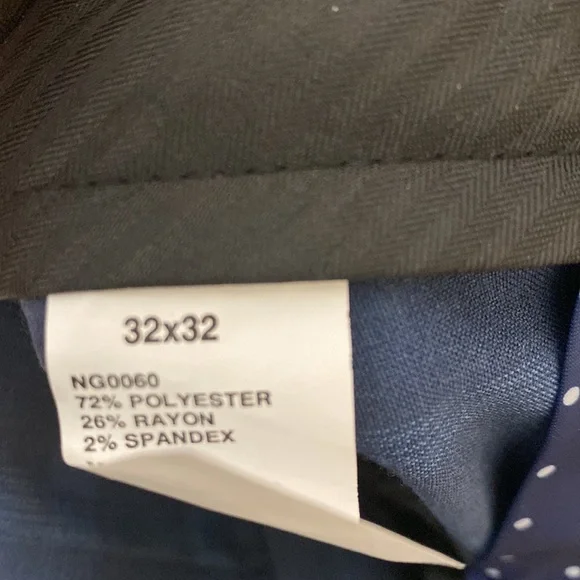 32x32
NG0060
72% POLYESTER
26% RAYON
2% SPANDEX